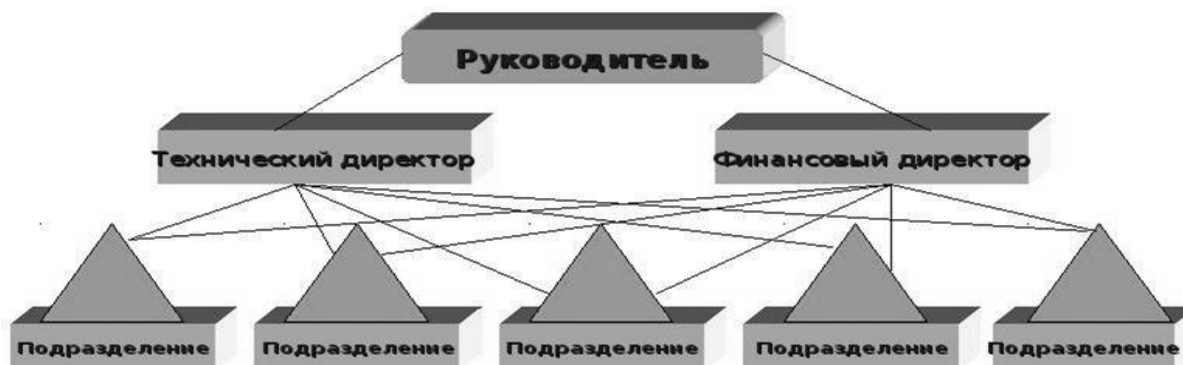 Руководитель
Технический директор
Финансовый директор
Подразделение
Подразделение
Подразделение
Подразделение
Подразделение